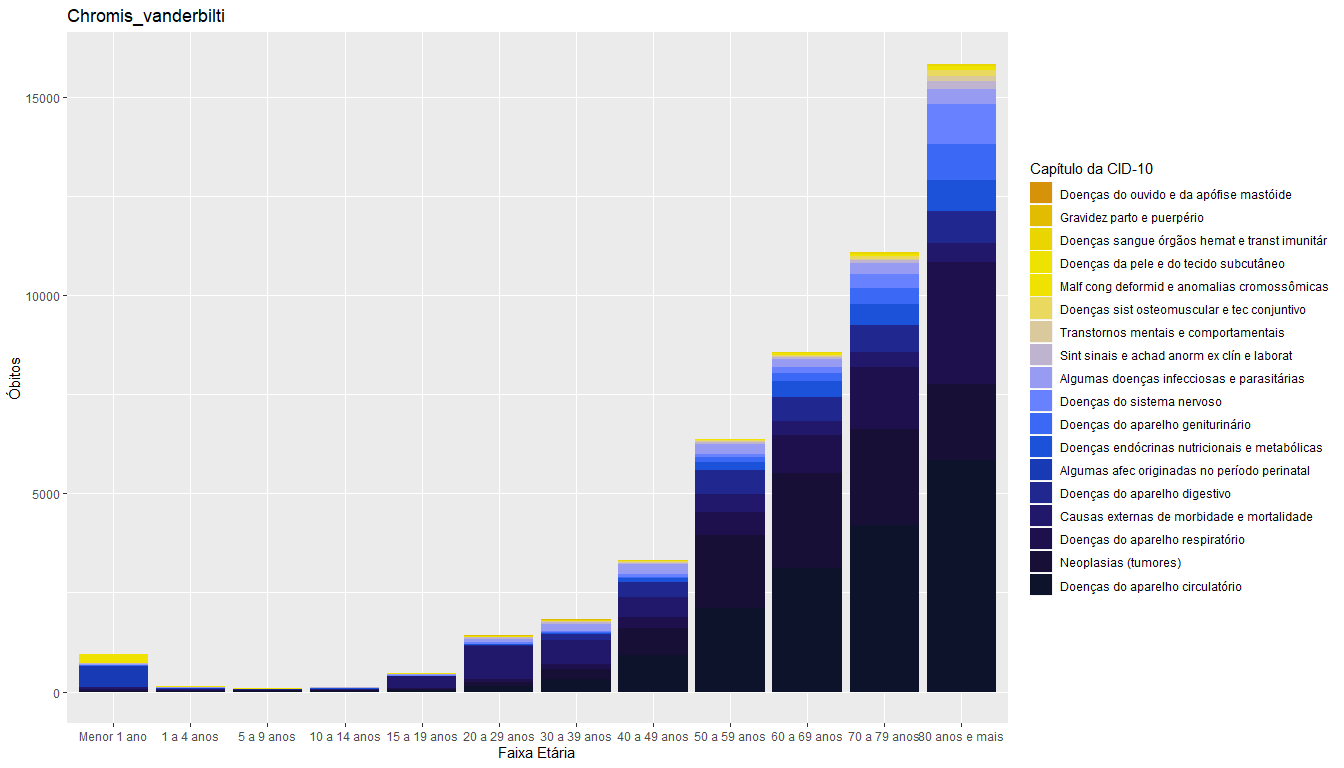 Chromis_vanderbilti
Óbitos
15000
10000
5000
0
Menor 1 ano
1 a 4 anos
5 a 9 anos
10 a 14 anos
15 a 19 anos
20 a 29 anos
30 a 39 anos
40 a 49 anos
50 a 59 anos
60 a 69 anos
70 a 79 anos
80 anos e mais
Faixa Etária
Capítulo da CID-10
Doenças do ouvido e da apófise mastóide
Gravidez parto e puerpério
Doenças sangue órgãos hemat e transt imunitár
Doenças da pele e do tecido subcutâneo
Malf cong deformid e anomalias cromossômicas
Doenças sist osteomuscular e tec conjuntivo
Transtornos mentais e comportamentais
Sint sinais e achad anorm ex clín e laborat
Algumas doenças infecciosas e parasitárias
Doenças do sistema nervoso
Doenças do aparelho geniturinário
Doenças endócrinas nutricionais e metabólicas
Algumas afec originadas no período perinatal
Doenças do aparelho digestivo
Causas externas de morbidade e mortalidade
Doenças do aparelho respiratório
Neoplasias (tumores)
Doenças do aparelho circulatório